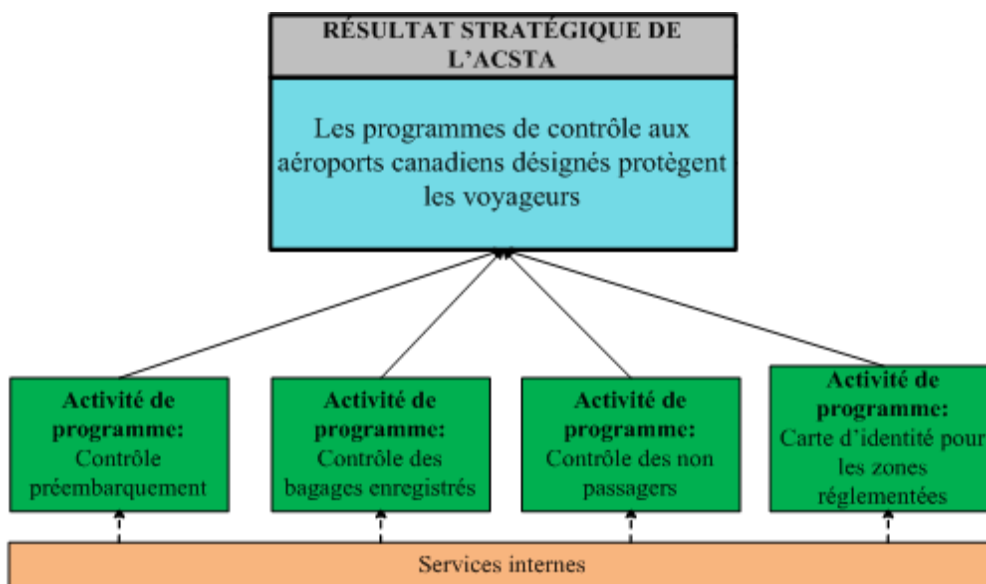 RÉSULTAT STRATÉGIQUE DE
L’ACSTA
Les programmes de contrôle aux
aéroports canadiens désignés protègent
les voyageurs
Activité de
programme:
Contrôle
préembarquement
Activité de
programme:
Contrôle des
bagages enregistrés
Activité de
programme:
Contrôle des non
passagers
Activité de
programme:
Carte d’identité pour
les zones
réglementées
Services internes